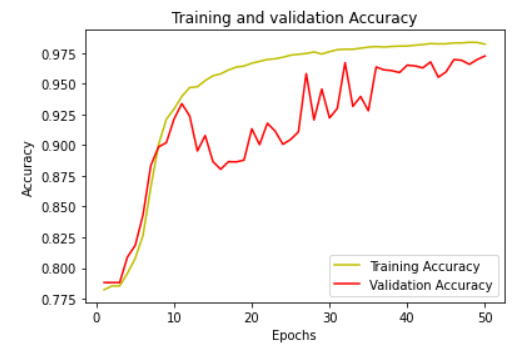 Training and validation Accuracy
0.975
0.950
0.925
0.900
0.875
0.850
0.825
0.800
0.775
Accuracy
Training Accuracy
Validation Accuracy
0 10 20 30 40 50
Epochs